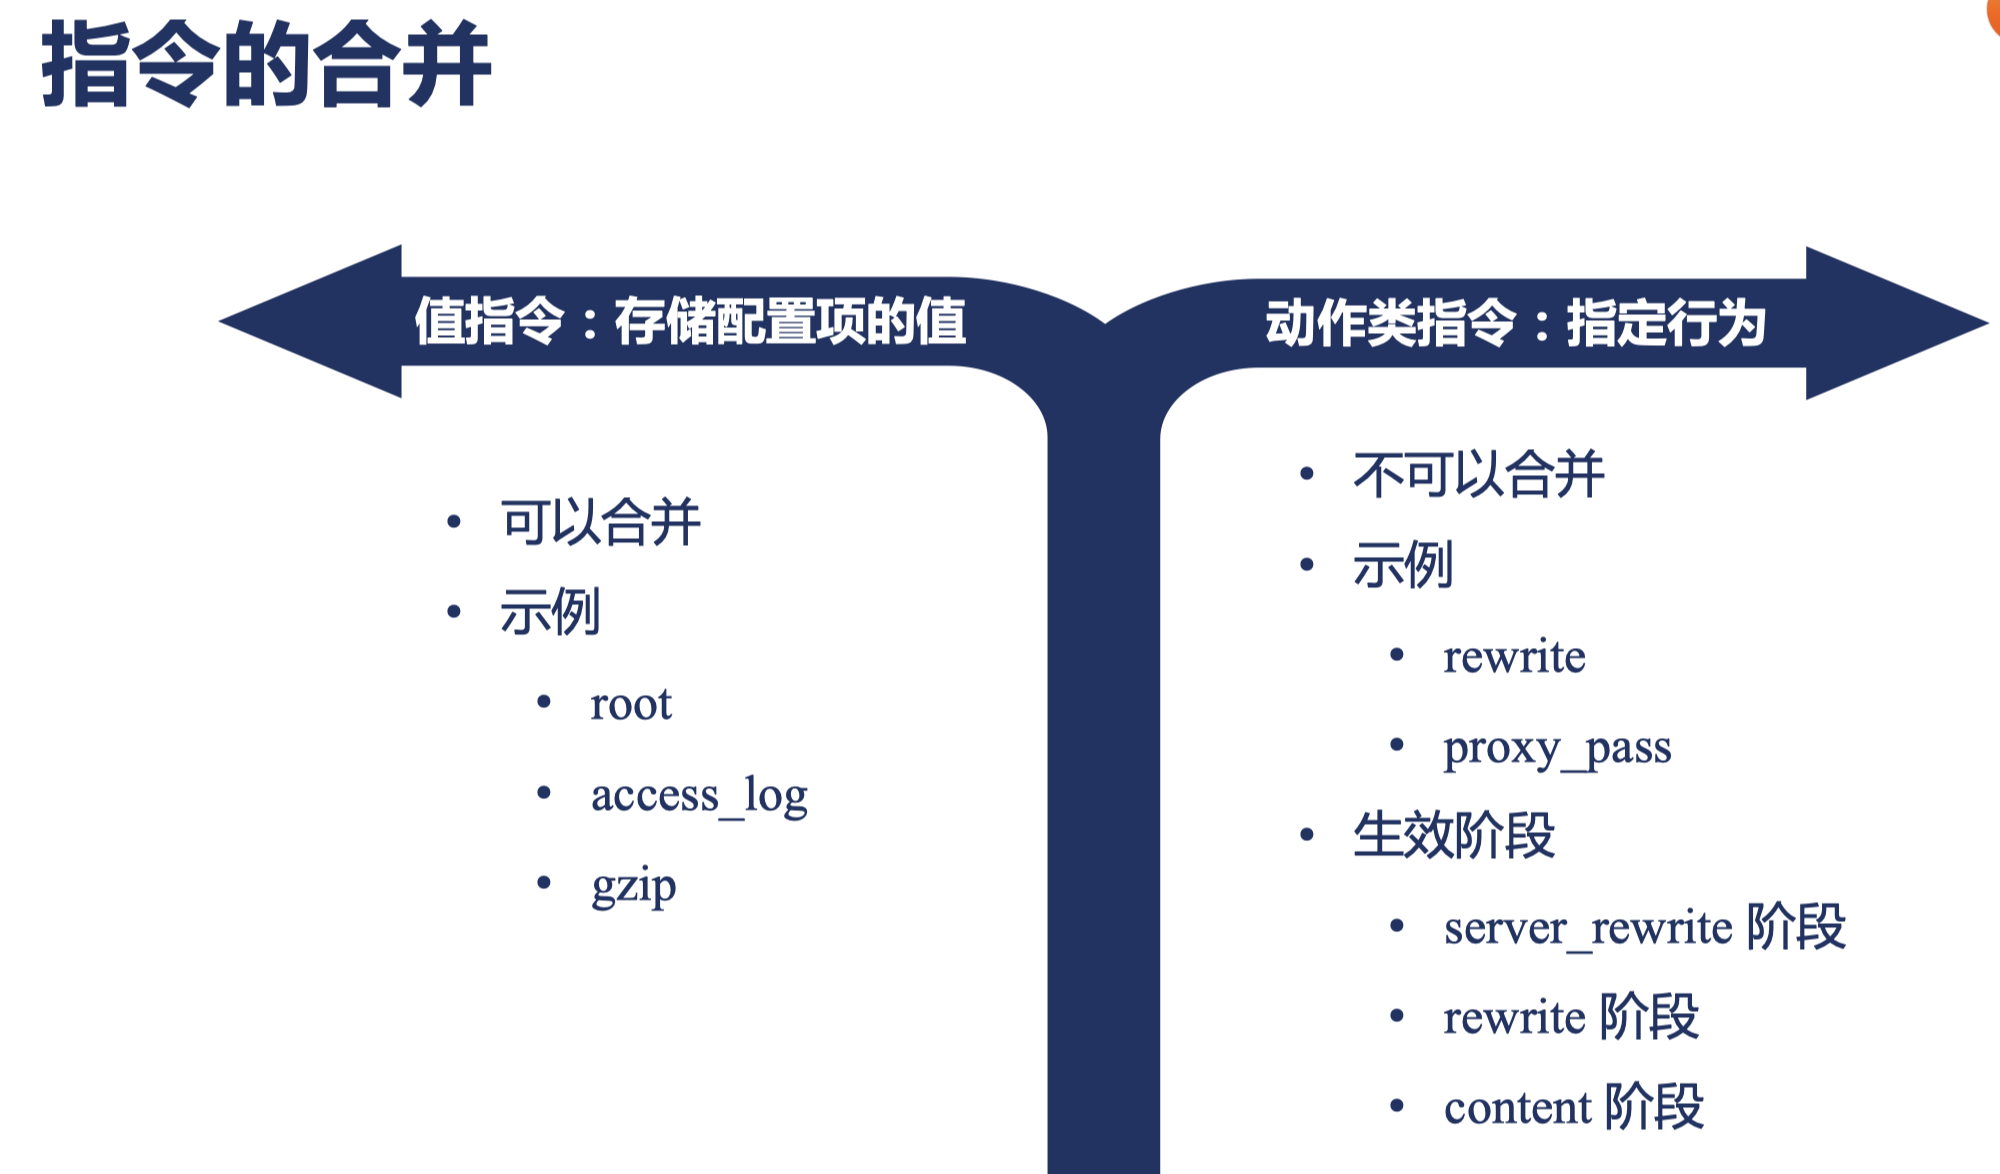 指令的合并
值指令：存储配置项的值
可以合并
示例
root
access_log
gzip
动作类指令：指定行为
不可以合并
示例
rewrite
proxy_pass
生效阶段
server_rewrite 阶段
rewrite 阶段
content 阶段